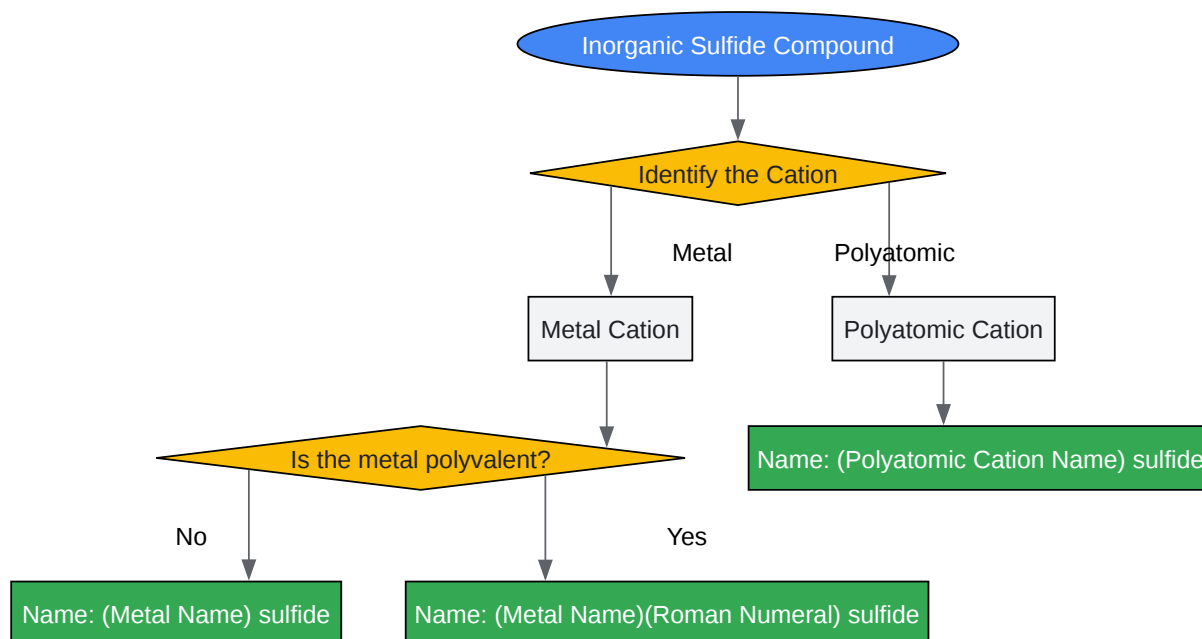 Inorganic Sulfide Compound
Identify the Cation
Metal
Polyatomic
Metal Cation
Polyatomic Cation
Is the metal polyvalent?
Name: (Polyatomic Cation Name) sulfide
No
Yes
Name: (Metal Name) sulfide
Name: (Metal Name)(Roman Numeral) sulfide